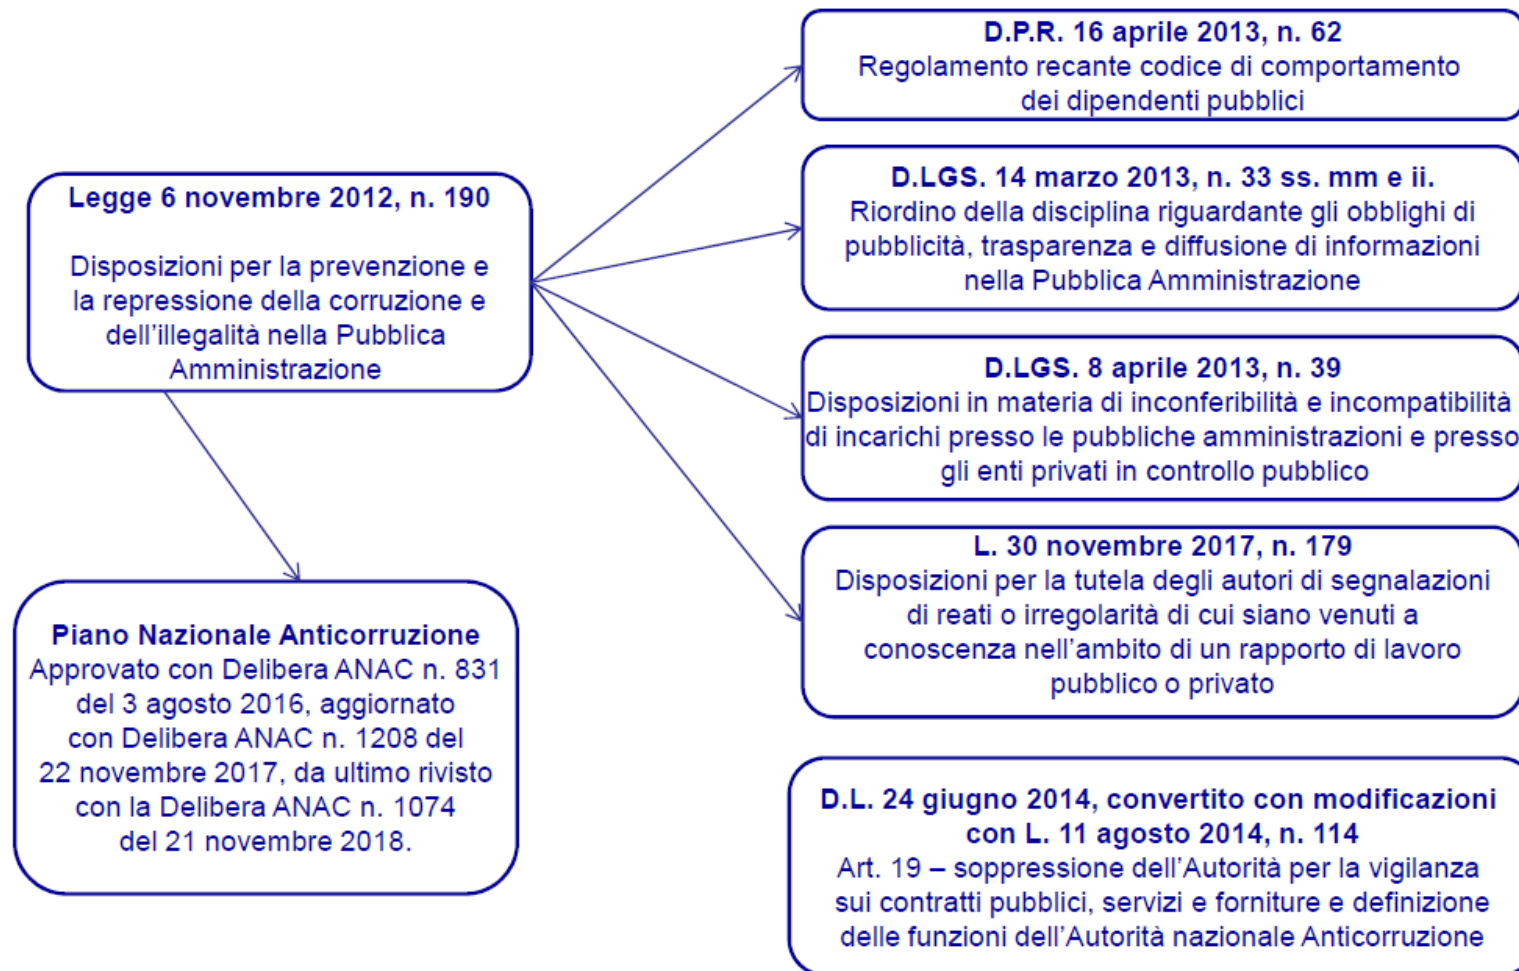 Legge 6 novembre 2012, n. 190
Disposizioni per la prevenzione e
la repressione della corruzione e
dell'illegalità nella Pubblica
Amministrazione
Piano Nazionale Anticorruzione
Approvato con Delibera ANAC n. 831
del 3 agosto 2016, aggiornato
con Delibera ANAC n. 1208 del
22 novembre 2017, da ultimo rivisto
con la Delibera ANAC n. 1074
del 21 novembre 2018.
D.P.R. 16 aprile 2013, n. 62
Regolamento recante codice di comportamento
dei dipendenti pubblici
D.LGS. 14 marzo 2013, n. 33 ss. mm e ii.
Riordino della disciplina riguardante gli obblighi di
pubblicità, trasparenza e diffusione di informazioni
nella Pubblica Amministrazione
D.LGS. 8 aprile 2013, n. 39
Disposizioni in materia di inconferibilità e incompatibilità
di incarichi presso le pubbliche amministrazioni e presso
gli enti privati in controllo pubblico
L. 30 novembre 2017, n. 179
Disposizioni per la tutela degli autori di segnalazioni
di reati o irregolarità di cui siano venuti a
conoscenza nell'ambito di un rapporto di lavoro
pubblico o privato
D.L. 24 giugno 2014, convertito con modificazioni
con L. 11 agosto 2014, n. 114
Art. 19 – soppressione dell'Autorità per la vigilanza
sui contratti pubblici, servizi e forniture e definizione
delle funzioni dell'Autorità nazionale Anticorruzione